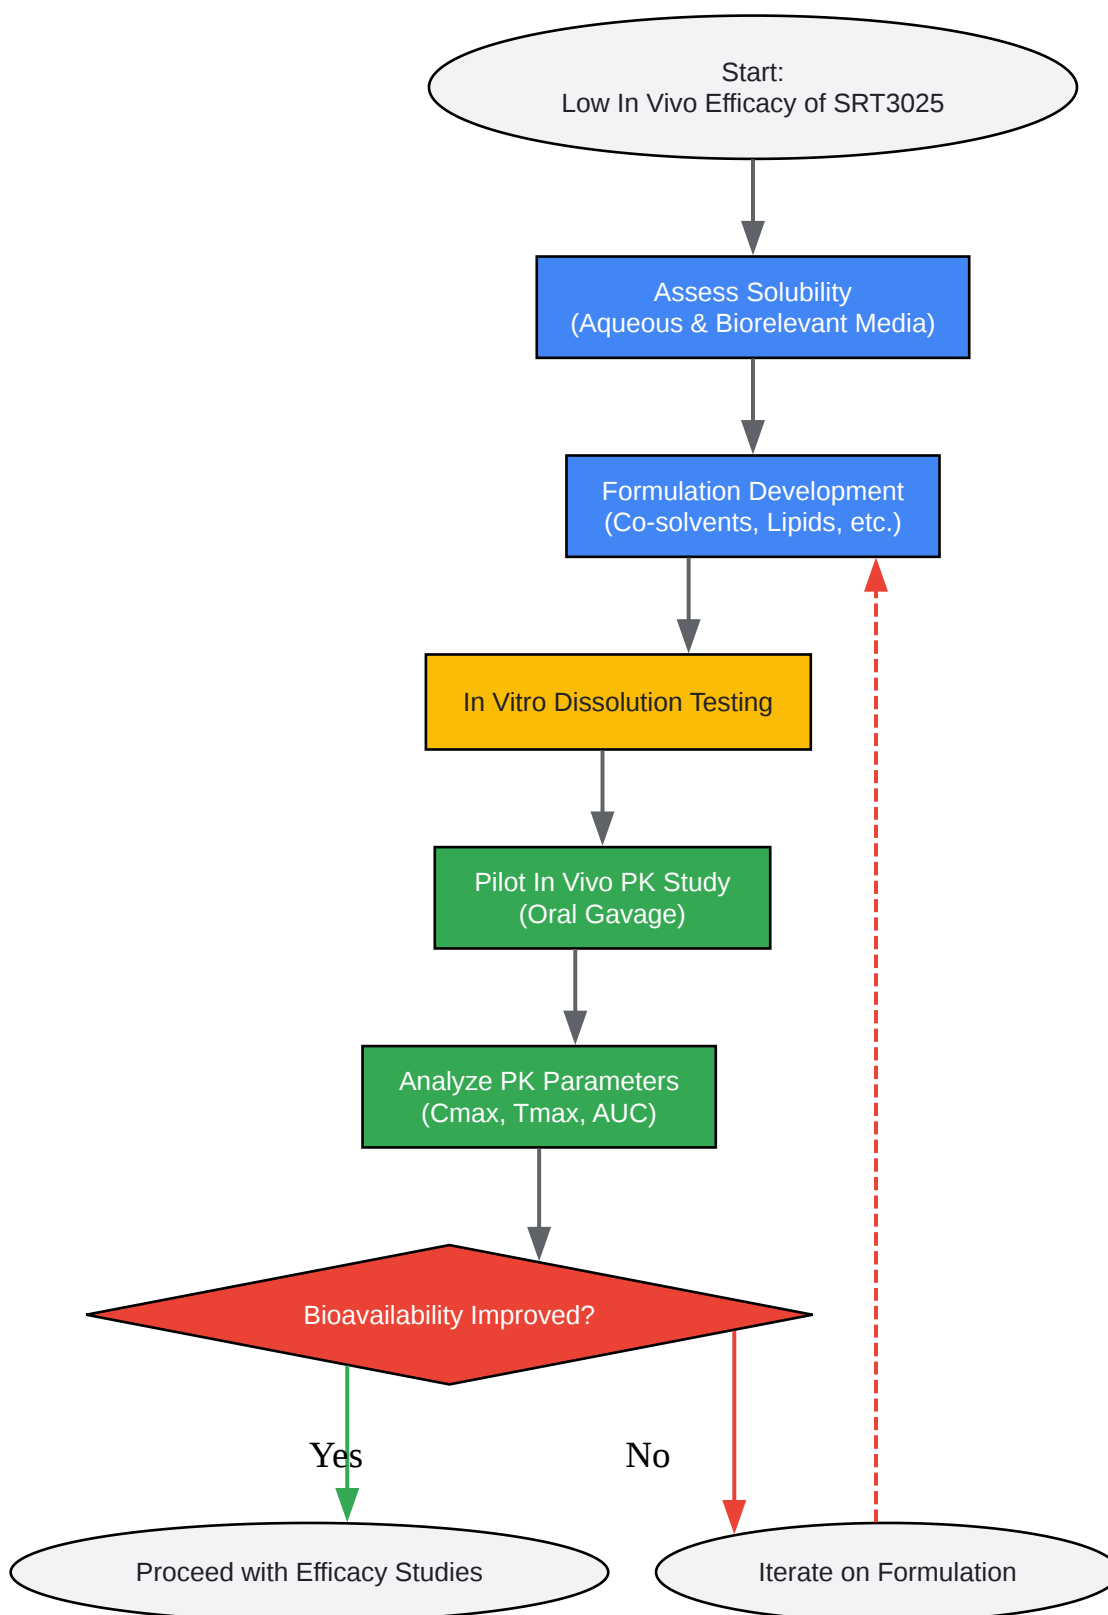 Start:
Low In Vivo Efficacy of SRT3025
Assess Solubility
(Aqueous & Biorelevant Media)
Formulation Development
(Co-solvents, Lipids, etc.)
In Vitro Dissolution Testing
Pilot In Vivo PK Study
(Oral Gavage)
Analyze PK Parameters
(Cmax, Tmax, AUC)
Bioavailability Improved?
Yes
No
Proceed with Efficacy Studies
Iterate on Formulation